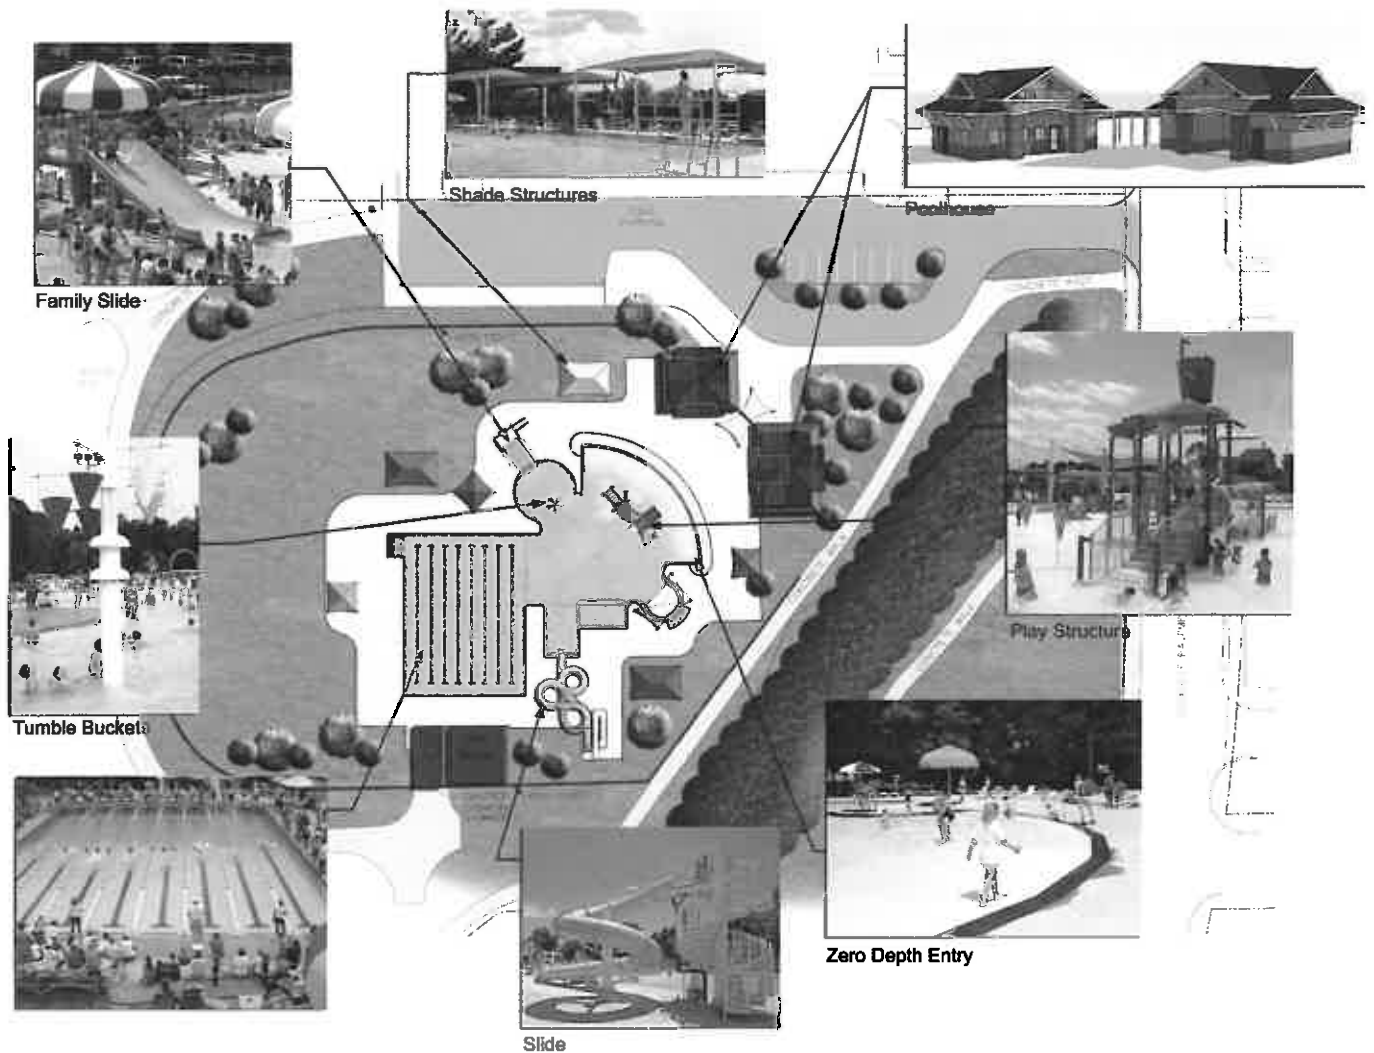 Shade Structures
Poolhouse
Family Slide
Play Structure
Tumble Buckets
Zero Depth Entry
Slide